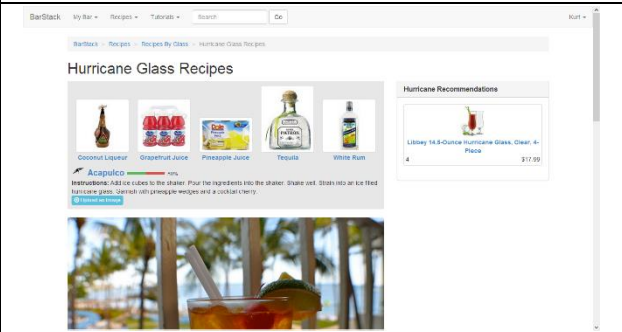 BarStack My Bar Recipes Tutorials Search Go Kurt
BarStack Recipes Recipes By Glass Hurricane Glass Recipes
Hurricane Glass Recipes
Hurricane Recommendations
Coconut Liqueur Grapefruit Juice Pineapple Juice Tequila White Rum
Libbey 14.5-Ounce Hurricane Glass, Clear, 4-
Piece
4 $17.99
Acapulco
Instructions: Add ice cubes to the shaker. Pour the ingredients into the shaker. Shake well. Strain into an ice filled
hurricane glass. Garnish with pineapple wedges and a cocktail cherry.
Upload an Image